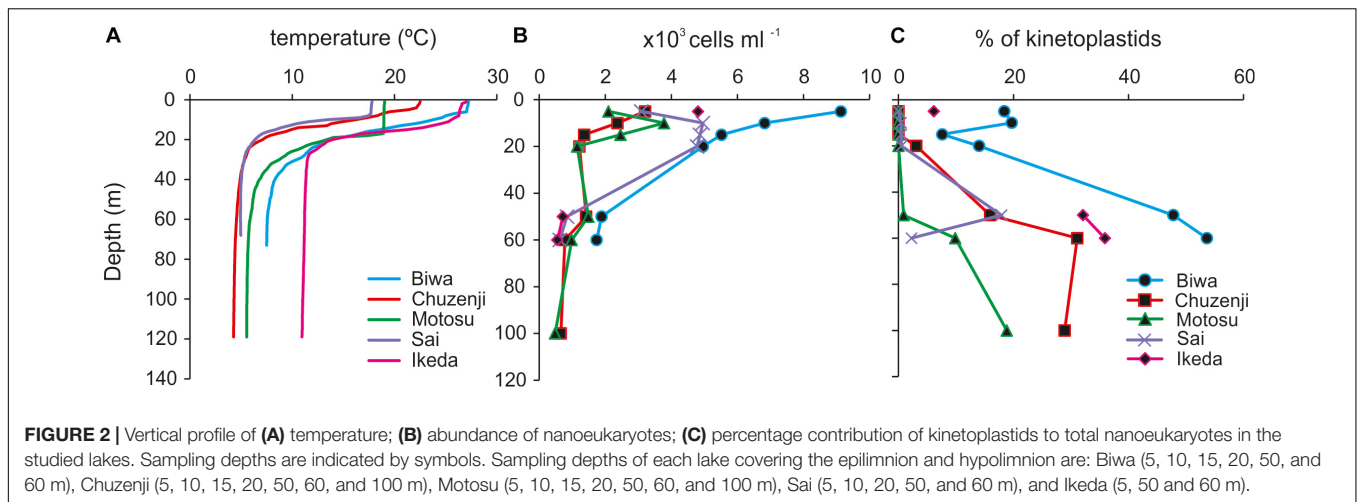 A temperature (ºC)
0 10 20 30
0
20
40
60
80
100
120
140
Depth (m)
Biwa
Chuzenji
Motosu
Sai
Ikeda
B x10³ cells ml ⁻¹
0 2 4 6 8 10
0
20
40
60
80
100
120
C % of kinetoplastids
0 20 40 60
Biwa
Chuzenji
Motosu
Sai
Ikeda
FIGURE 2 | Vertical profile of (A) temperature; (B) abundance of nanoeukaryotes; (C) percentage contribution of kinetoplastids to total nanoeukaryotes in the
studied lakes. Sampling depths are indicated by symbols. Sampling depths of each lake covering the epilimnion and hypolimnion are: Biwa (5, 10, 15, 20, 50, and
60 m), Chuzenji (5, 10, 15, 20, 50, 60, and 100 m), Motosu (5, 10, 15, 20, 50, 60, and 100 m), Sai (5, 10, 20, 50, and 60 m), and Ikeda (5, 50 and 60 m).